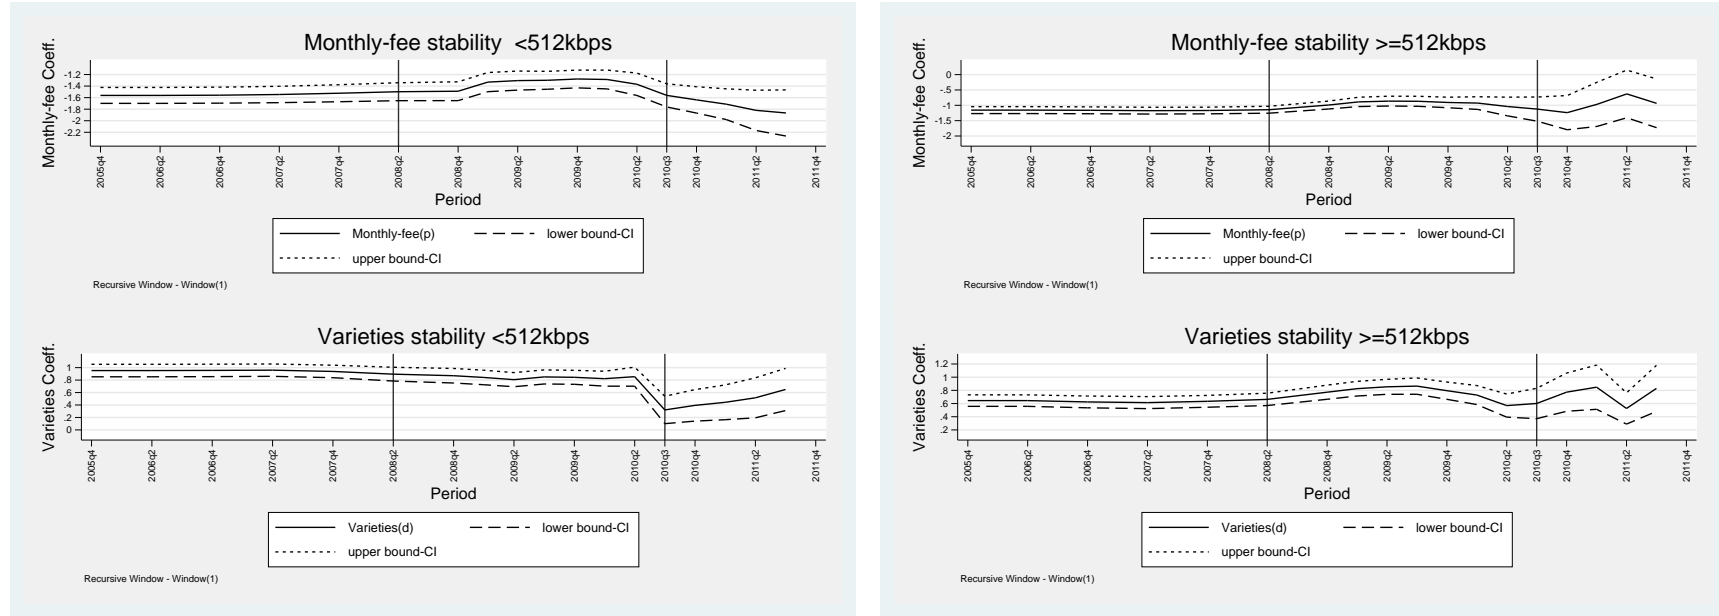 Monthly-fee stability  <512kbps
Monthly-fee Coeff.
-1.2
-1.4
-1.6
-1.8
-2
-2.2
2005q4
2006q2
2006q4
2007q2
2007q4
2008q2
2008q4
2009q2
2009q4
2010q2
2010q3
2010q4
2011q2
2011q4
Period
Monthly-fee(p)
lower bound-CI
upper bound-CI
Recursive Window - Window(1)
Varieties stability <512kbps
Varieties Coeff.
1
.8
.6
.4
.2
0
2005q4
2006q2
2006q4
2007q2
2007q4
2008q2
2008q4
2009q2
2009q4
2010q2
2010q3
2010q4
2011q2
2011q4
Period
Varieties(d)
lower bound-CI
upper bound-CI
Recursive Window - Window(1)
Monthly-fee stability >=512kbps
Monthly-fee Coeff.
0
-.5
-1
-1.5
-2
2005q4
2006q2
2006q4
2007q2
2007q4
2008q2
2008q4
2009q2
2009q4
2010q2
2010q3
2010q4
2011q2
2011q4
Period
Monthly-fee(p)
lower bound-CI
upper bound-CI
Recursive Window - Window(1)
Varieties stability >=512kbps
Varieties Coeff.
1.2
1
.8
.6
.4
.2
2005q4
2006q2
2006q4
2007q2
2007q4
2008q2
2008q4
2009q2
2009q4
2010q2
2010q3
2010q4
2011q2
2011q4
Period
Varieties(d)
lower bound-CI
upper bound-CI
Recursive Window - Window(1)